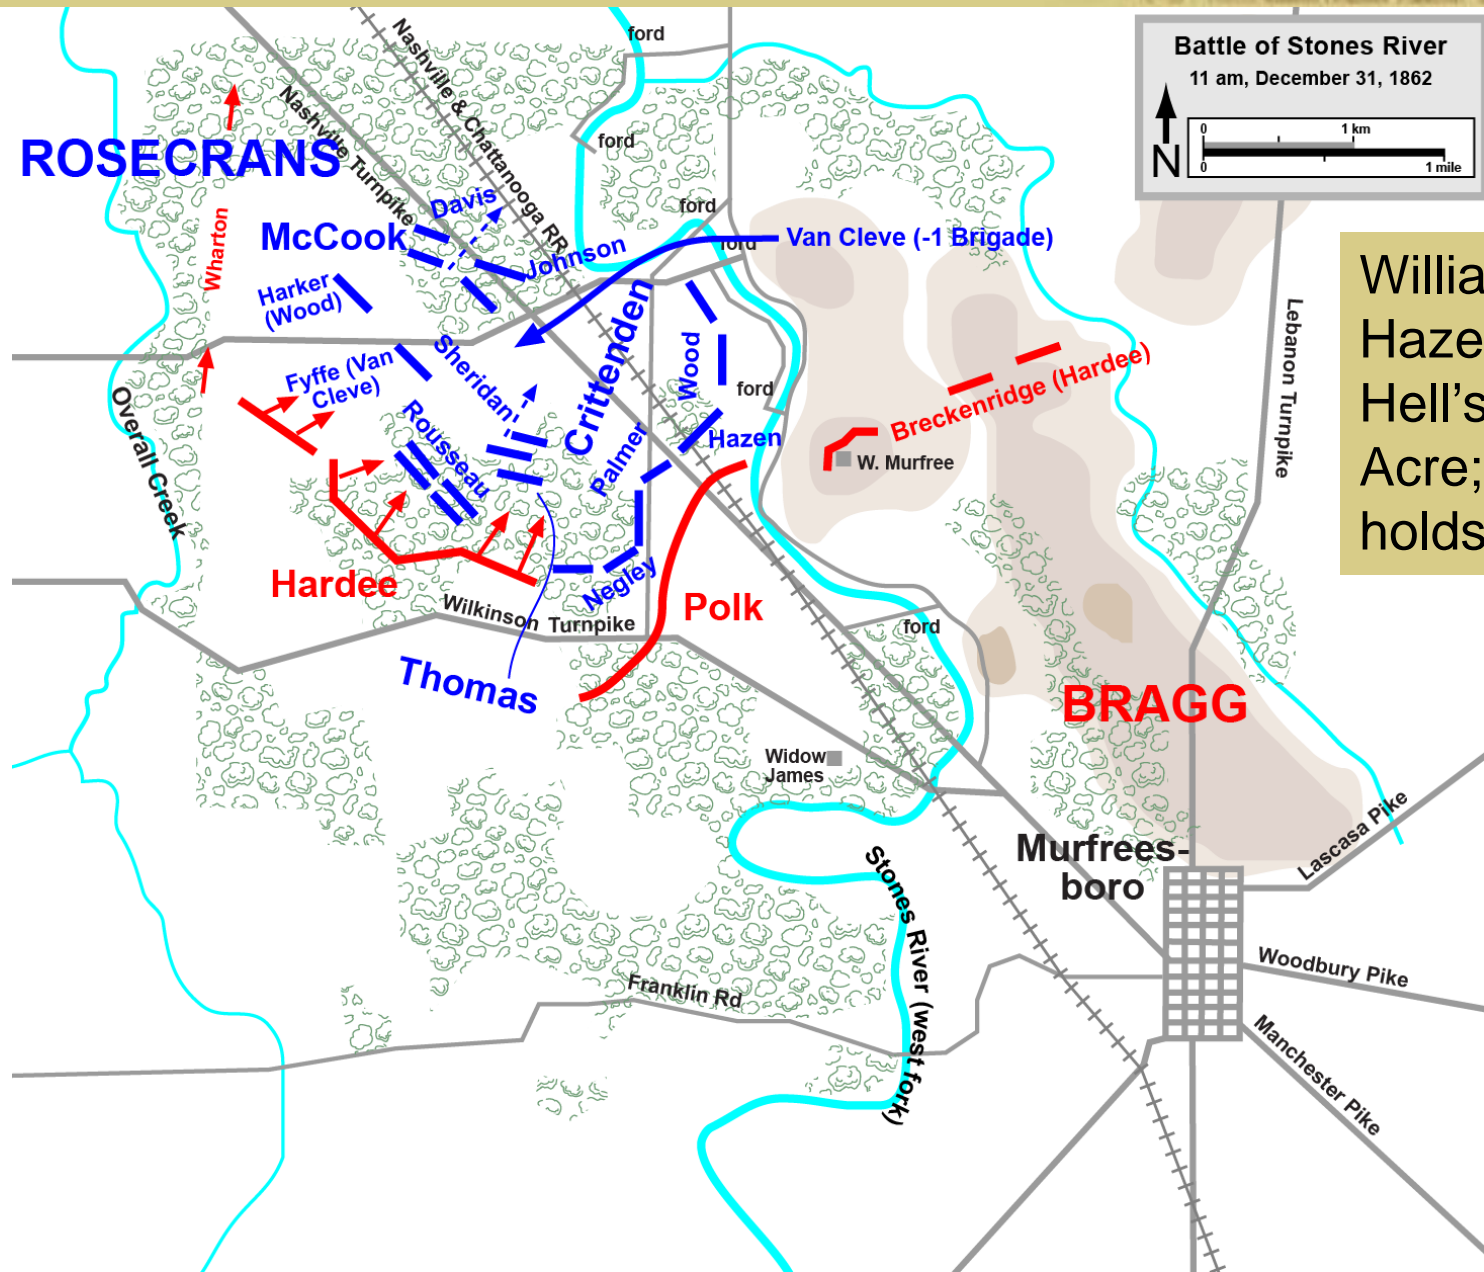 Battle of Stones River
11 am, December 31, 1862
N
0
1 km
0
1 mile
ford
Nashville & Chattanooga RR
Nashville Turnpike
ford
ROSECRANS
Davis
ford
McCook
Johnson
ford
Van Cleve (-1 Brigade)
Wharton
Harker
(Wood)
Crittenden
Wood
Lebanon Turnpike
Fyffe (Van
Cleve)
Sheridan
Breckenridge (Hardee)
ford
Overall Creek
Rousseau
Palmer
Hazen
W. Murfree
Hardee
Negley
Polk
Wilkinson Turnpike
ford
Thomas
BRAGG
Widow
James
Murfrees-
boro
Lascasa Pike
Stones River (west fork)
Woodbury Pike
Franklin Rd
Manchester Pike
Hell's
Acre;
holds